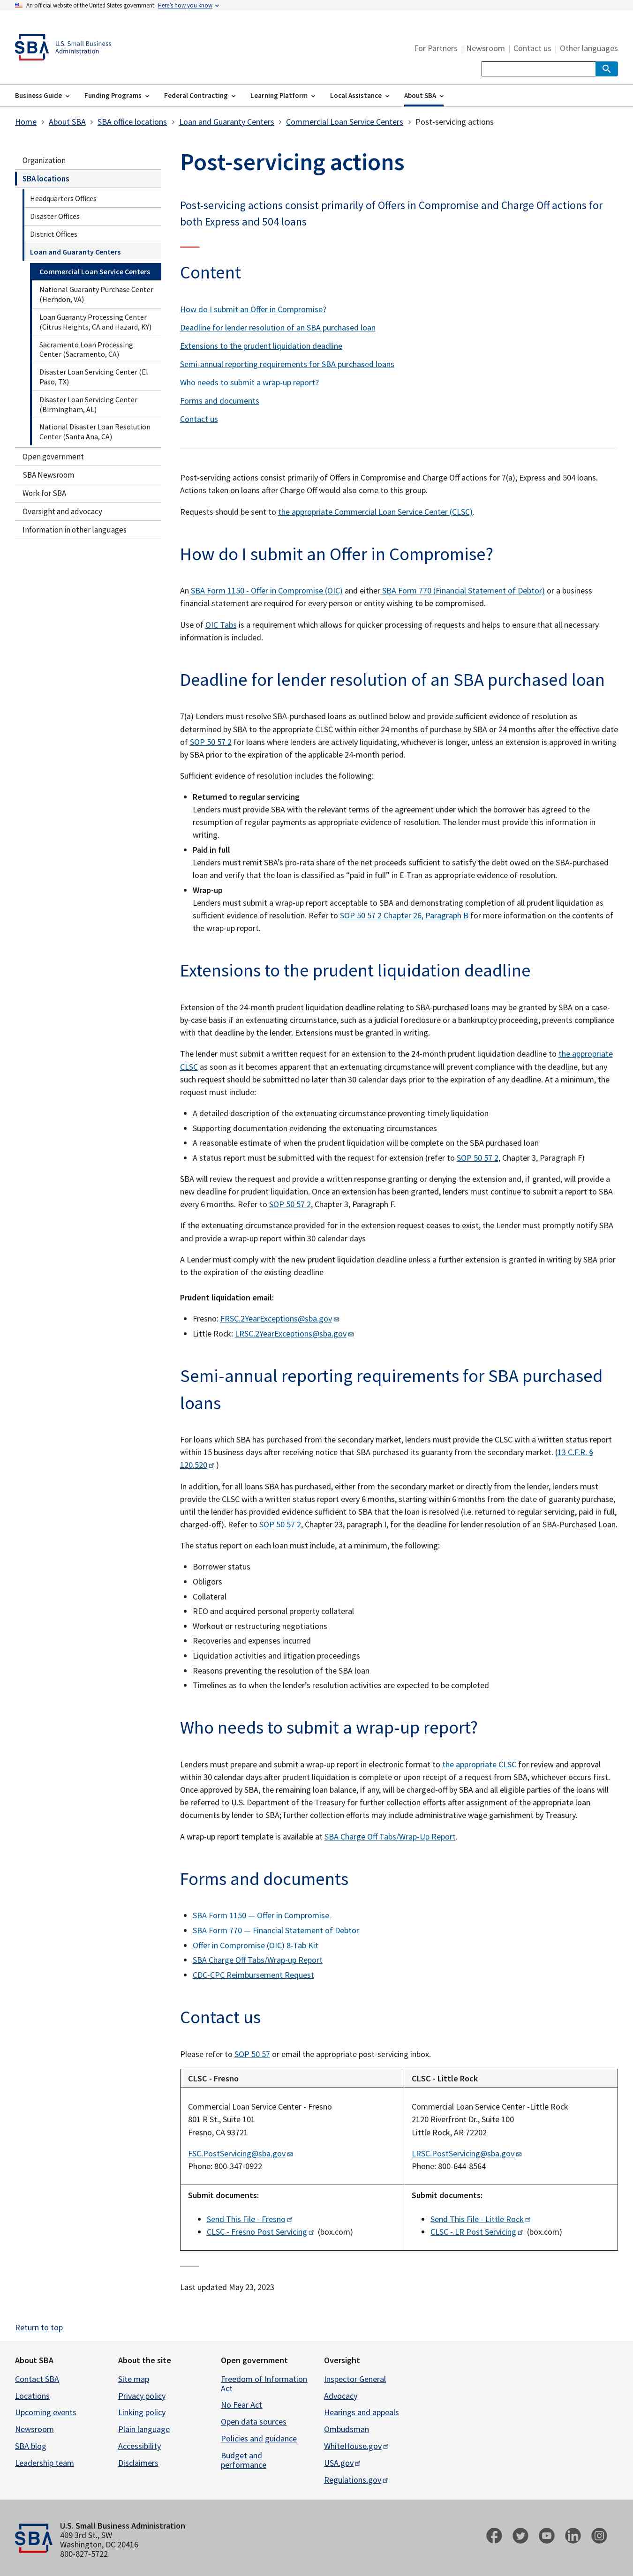 An official website of the United States government Here's how you know
SBA U.S. Small Business
Administration
For Partners | Newsroom | Contact us | Other languages
Business Guide Funding Programs Federal Contracting Learning Platform Local Assistance About SBA
Home > About SBA > SBA office locations > Loan and Guaranty Centers > Commercial Loan Service Centers > Post-servicing actions
Organization
SBA locations
Headquarters Offices
Disaster Offices
District Offices
Loan and Guaranty Centers
Commercial Loan Service Centers
National Guaranty Purchase Center
(Herndon, VA)
Loan Guaranty Processing Center
(Citrus Heights, CA and Hazard, KY)
Sacramento Loan Processing
Center (Sacramento, CA)
Disaster Loan Servicing Center (El
Paso, TX)
Disaster Loan Servicing Center
(Birmingham, AL)
National Disaster Loan Resolution
Center (Santa Ana, CA)
Open government
SBA Newsroom
Work for SBA
Oversight and advocacy
Information in other languages
Post-servicing actions
Post-servicing actions consist primarily of Offers in Compromise and Charge Off actions for
both Express and 504 loans
Content
How do I submit an Offer in Compromise?
Deadline for lender resolution of an SBA purchased loan
Extensions to the prudent liquidation deadline
Semi-annual reporting requirements for SBA purchased loans
Who needs to submit a wrap-up report?
Forms and documents
Contact us
Post-servicing actions consist primarily of Offers in Compromise and Charge Off actions for 7(a), Express and 504 loans.
Actions taken on loans after Charge Off would also come to this group.
Requests should be sent to the appropriate Commercial Loan Service Center (CLSC).
How do I submit an Offer in Compromise?
An SBA Form 1150 - Offer in Compromise (OIC) and either SBA Form 770 (Financial Statement of Debtor) or a business
financial statement are required for every person or entity wishing to be compromised.
Use of OIC Tabs is a requirement which allows for quicker processing of requests and helps to ensure that all necessary
information is included.
Deadline for lender resolution of an SBA purchased loan
7(a) Lenders must resolve SBA-purchased loans as outlined below and provide sufficient evidence of resolution as
determined by SBA to the appropriate CLSC within either 24 months of purchase by SBA or 24 months after the effective date
of SOP 50 57 2 for loans where lenders are actively liquidating, whichever is longer, unless an extension is approved in writing
by SBA prior to the expiration of the applicable 24-month period.
Sufficient evidence of resolution includes the following:
• Returned to regular servicing
Lenders must provide SBA with the relevant terms of the agreement under which the borrower has agreed to the
resumption of regular payments as appropriate evidence of resolution. The lender must provide this information in
writing.
• Paid in full
Lenders must remit SBA's pro-rata share of the net proceeds sufficient to satisfy the debt owed on the SBA-purchased
loan and verify that the loan is classified as "paid in full" in E-Tran as appropriate evidence of resolution.
• Wrap-up
Lenders must submit a wrap-up report acceptable to SBA and demonstrating completion of all prudent liquidation as
sufficient evidence of resolution. Refer to SOP 50 57 2 Chapter 26, Paragraph B for more information on the contents of
the wrap-up report.
Extensions to the prudent liquidation deadline
Extension of the 24-month prudent liquidation deadline relating to SBA-purchased loans may be granted by SBA on a case-
by-case basis if an extenuating circumstance, such as a judicial foreclosure or a bankruptcy proceeding, prevents compliance
with that deadline by the lender. Extensions must be granted in writing.
The lender must submit a written request for an extension to the 24-month prudent liquidation deadline to the appropriate
CLSC as soon as it becomes apparent that an extenuating circumstance will prevent compliance with the deadline, but any
such request should be submitted no later than 30 calendar days prior to the expiration of any deadline. At a minimum, the
request must include:
• A detailed description of the extenuating circumstance preventing timely liquidation
• Supporting documentation evidencing the extenuating circumstances
• A reasonable estimate of when the prudent liquidation will be complete on the SBA purchased loan
• A status report must be submitted with the request for extension (refer to SOP 50 57 2, Chapter 3, Paragraph F)
SBA will review the request and provide a written response granting or denying the extension and, if granted, will provide a
new deadline for prudent liquidation. Once an extension has been granted, lenders must continue to submit a report to SBA
every 6 months. Refer to SOP 50 57 2, Chapter 3, Paragraph F.
If the extenuating circumstance provided for in the extension request ceases to exist, the Lender must promptly notify SBA
and provide a wrap-up report within 30 calendar days
A Lender must comply with the new prudent liquidation deadline unless a further extension is granted in writing by SBA prior
to the expiration of the existing deadline
Prudent liquidation email:
• Fresno: FRSC.2YearExceptions@sba.gov
• Little Rock: LRSC.2YearExceptions@sba.gov
Semi-annual reporting requirements for SBA purchased
loans
For loans which SBA has purchased from the secondary market, lenders must provide the CLSC with a written status report
within 15 business days after receiving notice that SBA purchased its guaranty from the secondary market. (13 C.F.R. §
120.520 )
In addition, for all loans SBA has purchased, either from the secondary market or directly from the lender, lenders must
provide the CLSC with a written status report every 6 months, starting within 6 months from the date of guaranty purchase,
until the lender has provided evidence sufficient to SBA that the loan is resolved (i.e. returned to regular servicing, paid in full,
charged-off). Refer to SOP 50 57 2, Chapter 23, paragraph I, for the deadline for lender resolution of an SBA-Purchased Loan.
The status report on each loan must include, at a minimum, the following:
• Borrower status
• Obligors
• Collateral
• REO and acquired personal property collateral
• Workout or restructuring negotiations
• Recoveries and expenses incurred
• Liquidation activities and litigation proceedings
• Reasons preventing the resolution of the SBA loan
• Timelines as to when the lender's resolution activities are expected to be completed
Who needs to submit a wrap-up report?
Lenders must prepare and submit a wrap-up report in electronic format to the appropriate CLSC for review and approval
within 30 calendar days after prudent liquidation is complete or upon receipt of a request from SBA, whichever occurs first.
Once approved by SBA, the remaining loan balance, if any, will be charged-off by SBA and all obligated parties will be
be referred to U.S. Department of the Treasury for further collection efforts after assignment of the appropriate loan
documents by lender to SBA; further collection efforts may include administrative wage garnishment by Treasury.
A wrap-up report template is available at SBA Charge Off Tabs/Wrap-Up Report.
Forms and documents
• SBA Form 1150 — Offer in Compromise
• SBA Form 770 — Financial Statement of Debtor
• Offer in Compromise (OIC) 8-Tab Kit
• SBA Charge Off Tabs/Wrap-up Report
• CDC-CPC Reimbursement Request
Contact us
Please refer to SOP 50 57 or email the appropriate post-servicing inbox.
CLSC - Fresno
Commercial Loan Service Center - Fresno
801 R St., Suite 101
Fresno, CA 93721
FSC.PostServicing@sba.gov
Phone: 800-347-0922
Submit documents:
• Send This File - Fresno
• CLSC - Fresno Post Servicing (box.com)
CLSC - Little Rock
Commercial Loan Service Center -Little Rock
2120 Riverfront Dr., Suite 100
Little Rock, AR 72202
LRSC.PostServicing@sba.gov
Phone: 800-644-8564
Submit documents:
• Send This File - Little Rock
• CLSC - LR Post Servicing (box.com)
Last updated May 23, 2023
Return to top
About SBA
Contact SBA
Locations
Upcoming events
Newsroom
SBA blog
Leadership team
About the site
Site map
Privacy policy
Linking policy
Plain language
Accessibility
Disclaimers
Open government
Freedom of Information
Act
No Fear Act
Open data sources
Policies and guidance
Budget and
performance
Oversight
Inspector General
Advocacy
Hearings and appeals
Ombudsman
WhiteHouse.gov
USA.gov
Regulations.gov
SBA
U.S. Small Business Administration
409 3rd St., SW
Washington, DC 20416
800-827-5722